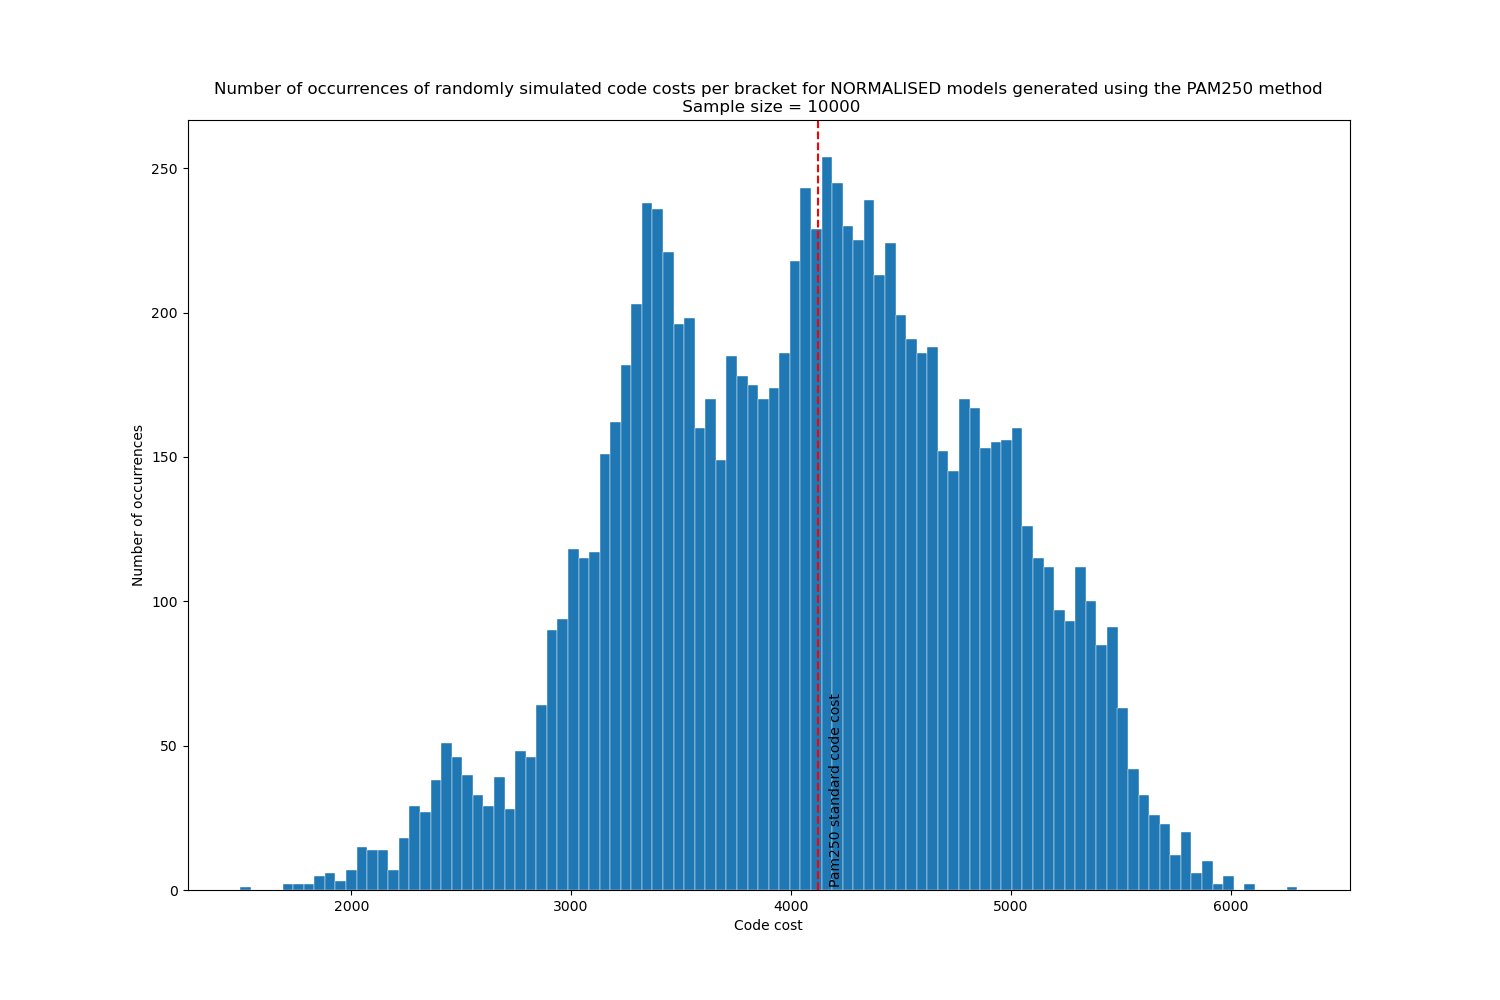 Number of occurrences of randomly simulated code costs per bracket for NORMALISED models generated using the PAM250 method
Sample size = 10000
250
200
150
100
50
0
Number of occurrences
Pam250 standard code cost
2000
3000
4000
5000
6000
Code cost